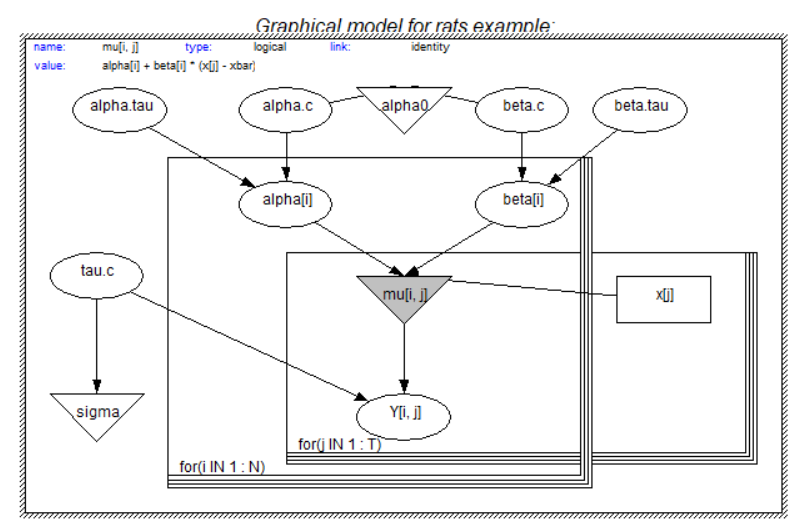 Graphical model for rats example:
name: mu[i, j] type: logical link: identity
value: alpha[i] + beta[i] * (x[j] - xbar)
alpha.tau alpha.c alpha0 beta.c beta.tau
alpha[i] beta[i]
tau.c
mu[i, j] x[j]
sigma Y[i, j]
for(j IN 1 : T)
for(i IN 1 : N)